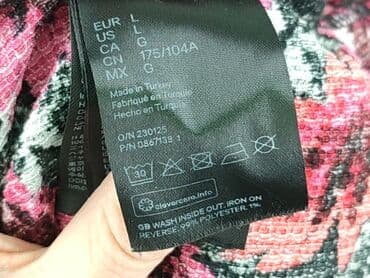 EUR L
US L
CA G
CN 175/104A
MX G
Made in Turkey
Fabriqué en Turquie
Hecho en Turquía
O/N 230125
P/N 0867139 1
30
clevercare.info
GB WASH INSIDE OUT, IRON ON
REVERSE. 99% POLYESTER, 1%